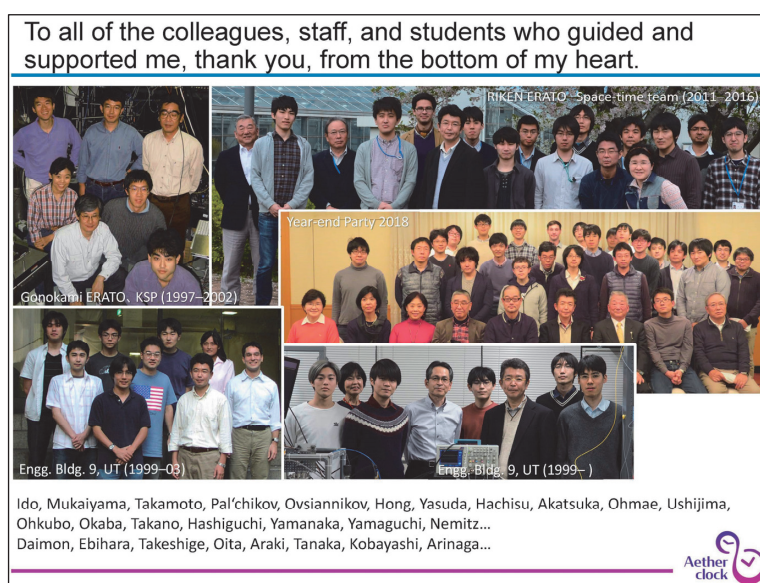 To all of the colleagues, staff, and students who guided and
supported me, thank you, from the bottom of my heart.
RIKEN ERATO -Space-time team (2011–2016)
Year-end Party 2018
Gonokami ERATO, KSP (1997–2002)
Engg. Bldg. 9, UT (1999–03)
Engg. Bldg. 9, UT (1999– )
Ido, Mukaiyama, Takamoto, Pal‘chikov, Ovsiannikov, Hong, Yasuda, Hachisu, Akatsuka, Ohmae, Ushijima,
Ohkubo, Okaba, Takano, Hashiguchi, Yamanaka, Yamaguchi, Nemitz...
Daimon, Ebihara, Takeshige, Oita, Araki, Tanaka, Kobayashi, Arinaga...
Aether
clock